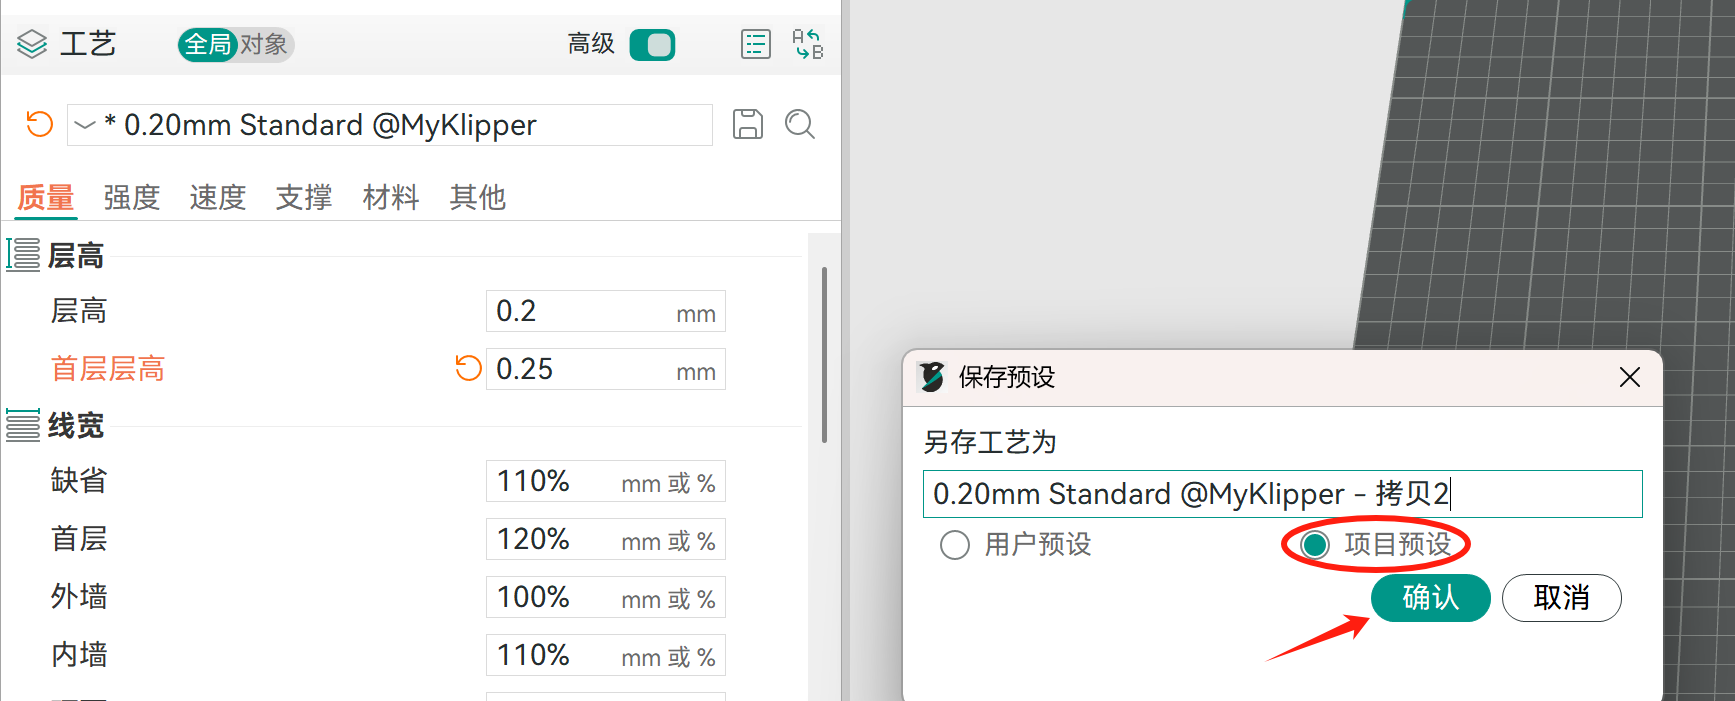 工艺 全局 对象 高级
A B
* 0.20mm Standard @MyKlipper
质量 强度 速度 支撑 材料 其他
层高
层高 0.2 mm
首层层高 0.25 mm
线宽
缺省 110% mm 或 %
首层 120% mm 或 %
外墙 100% mm 或 %
内墙 110% mm 或 %
保存预设
另存工艺为
0.20mm Standard @MyKlipper - 拷贝2
用户预设 项目预设
确认 取消